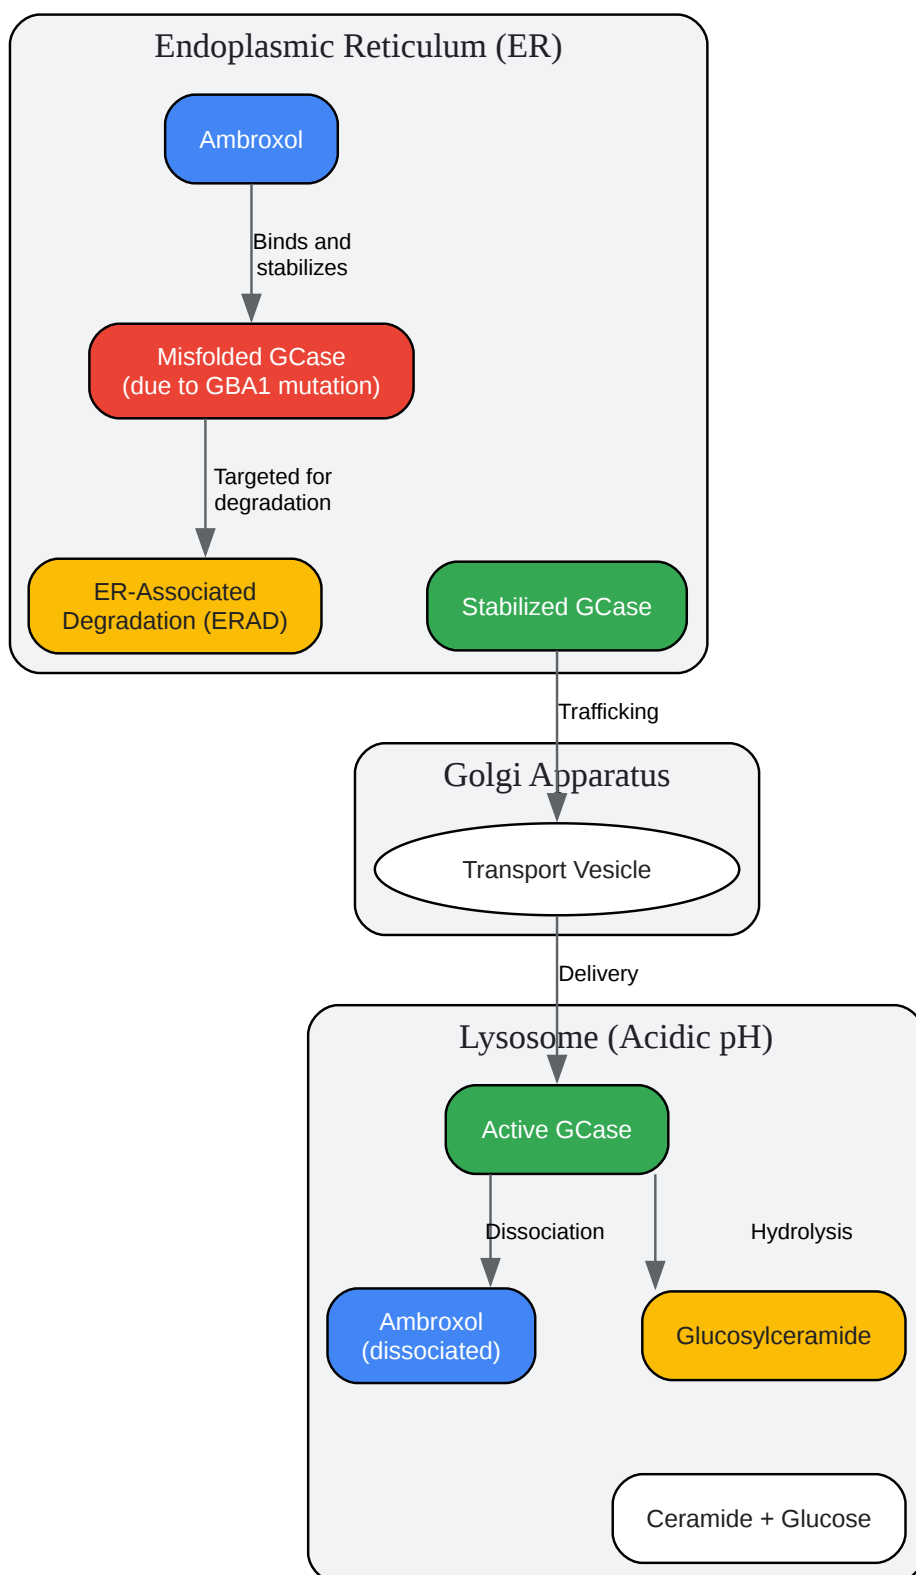 Endoplasmic Reticulum (ER)
Ambroxol
Binds and
stabilizes
Misfolded GCase
(due to GBA1 mutation)
Targeted for
degradation
ER-Associated
Degradation (ERAD)
Stabilized GCase
Trafficking
Golgi Apparatus
Transport Vesicle
Delivery
Lysosome (Acidic pH)
Active GCase
Dissociation
Hydrolysis
Ambroxol
(dissociated)
Glucosylceramide
Ceramide + Glucose